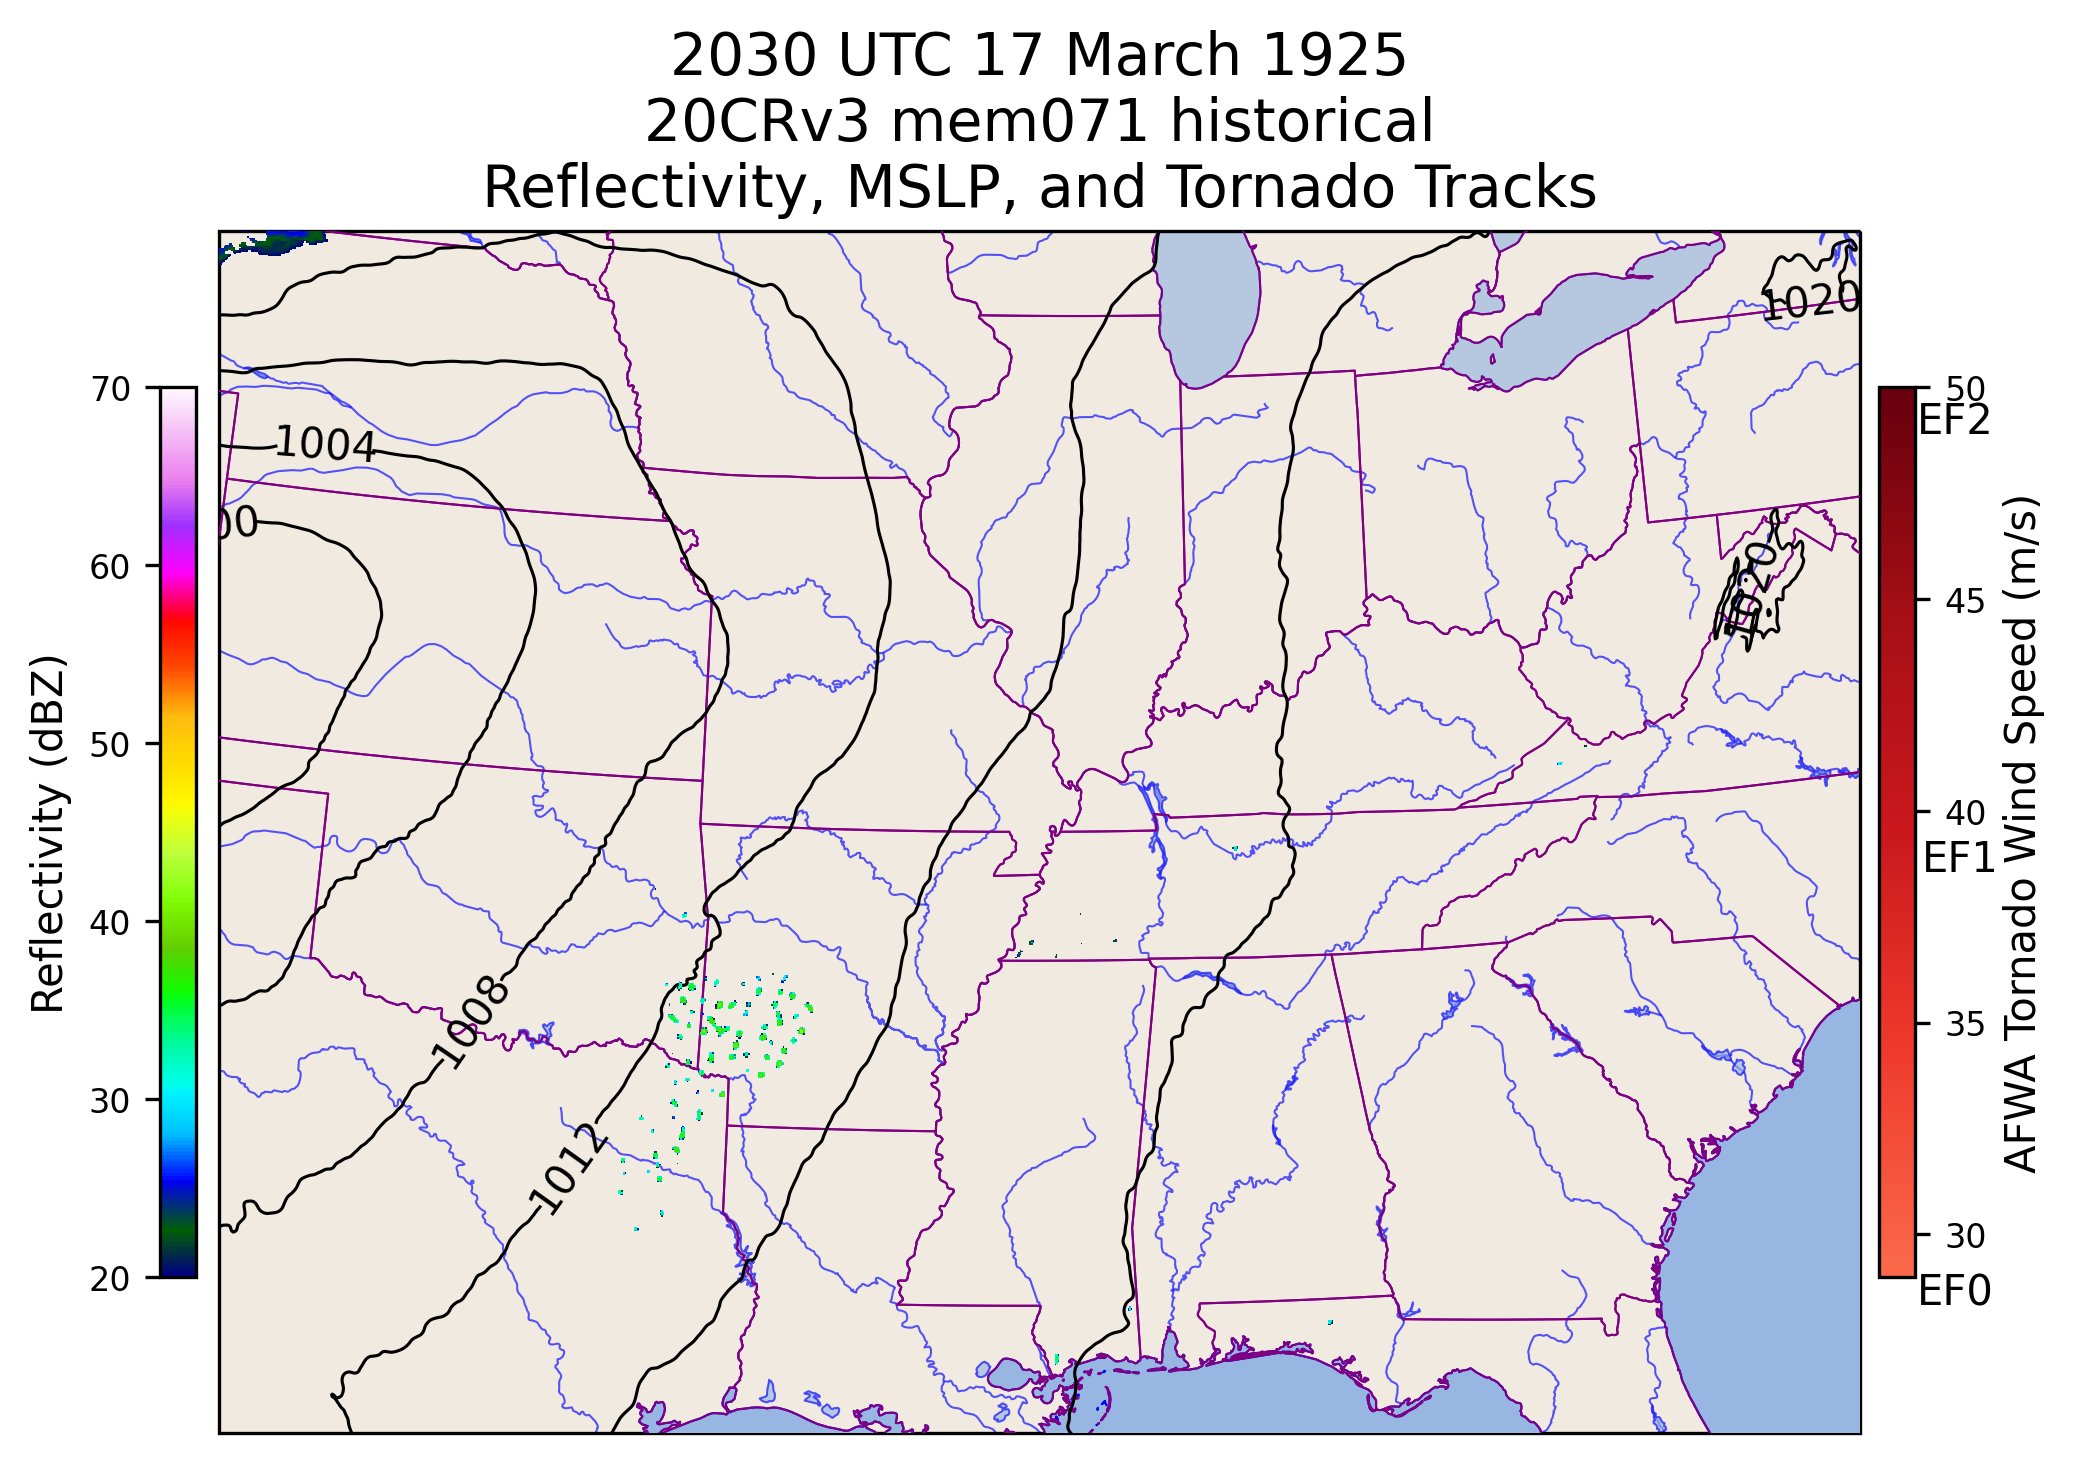 2030 UTC 17 March 1925
20CRv3 mem071 historical
Reflectivity, MSLP, and Tornado Tracks
1020
1004
00
1020
1008
1012
Reflectivity (dBZ)
70
60
50
40
30
20
50
EF2
45
40
EF1
35
30
EF0
AFWA Tornado Wind Speed (m/s)